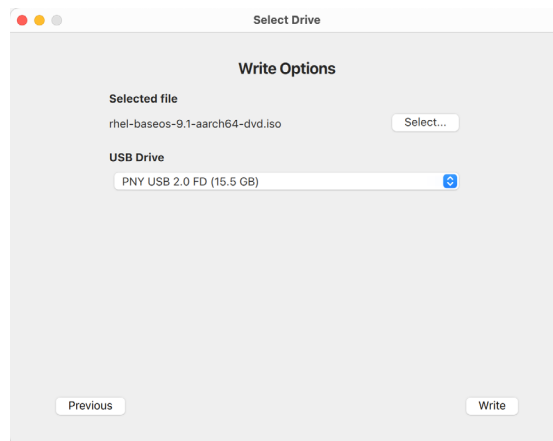 Select Drive
Write Options
Selected file
rhel-baseos-9.1-aarch64-dvd.iso
Select...
USB Drive
PNY USB 2.0 FD (15.5 GB)
Previous
Write